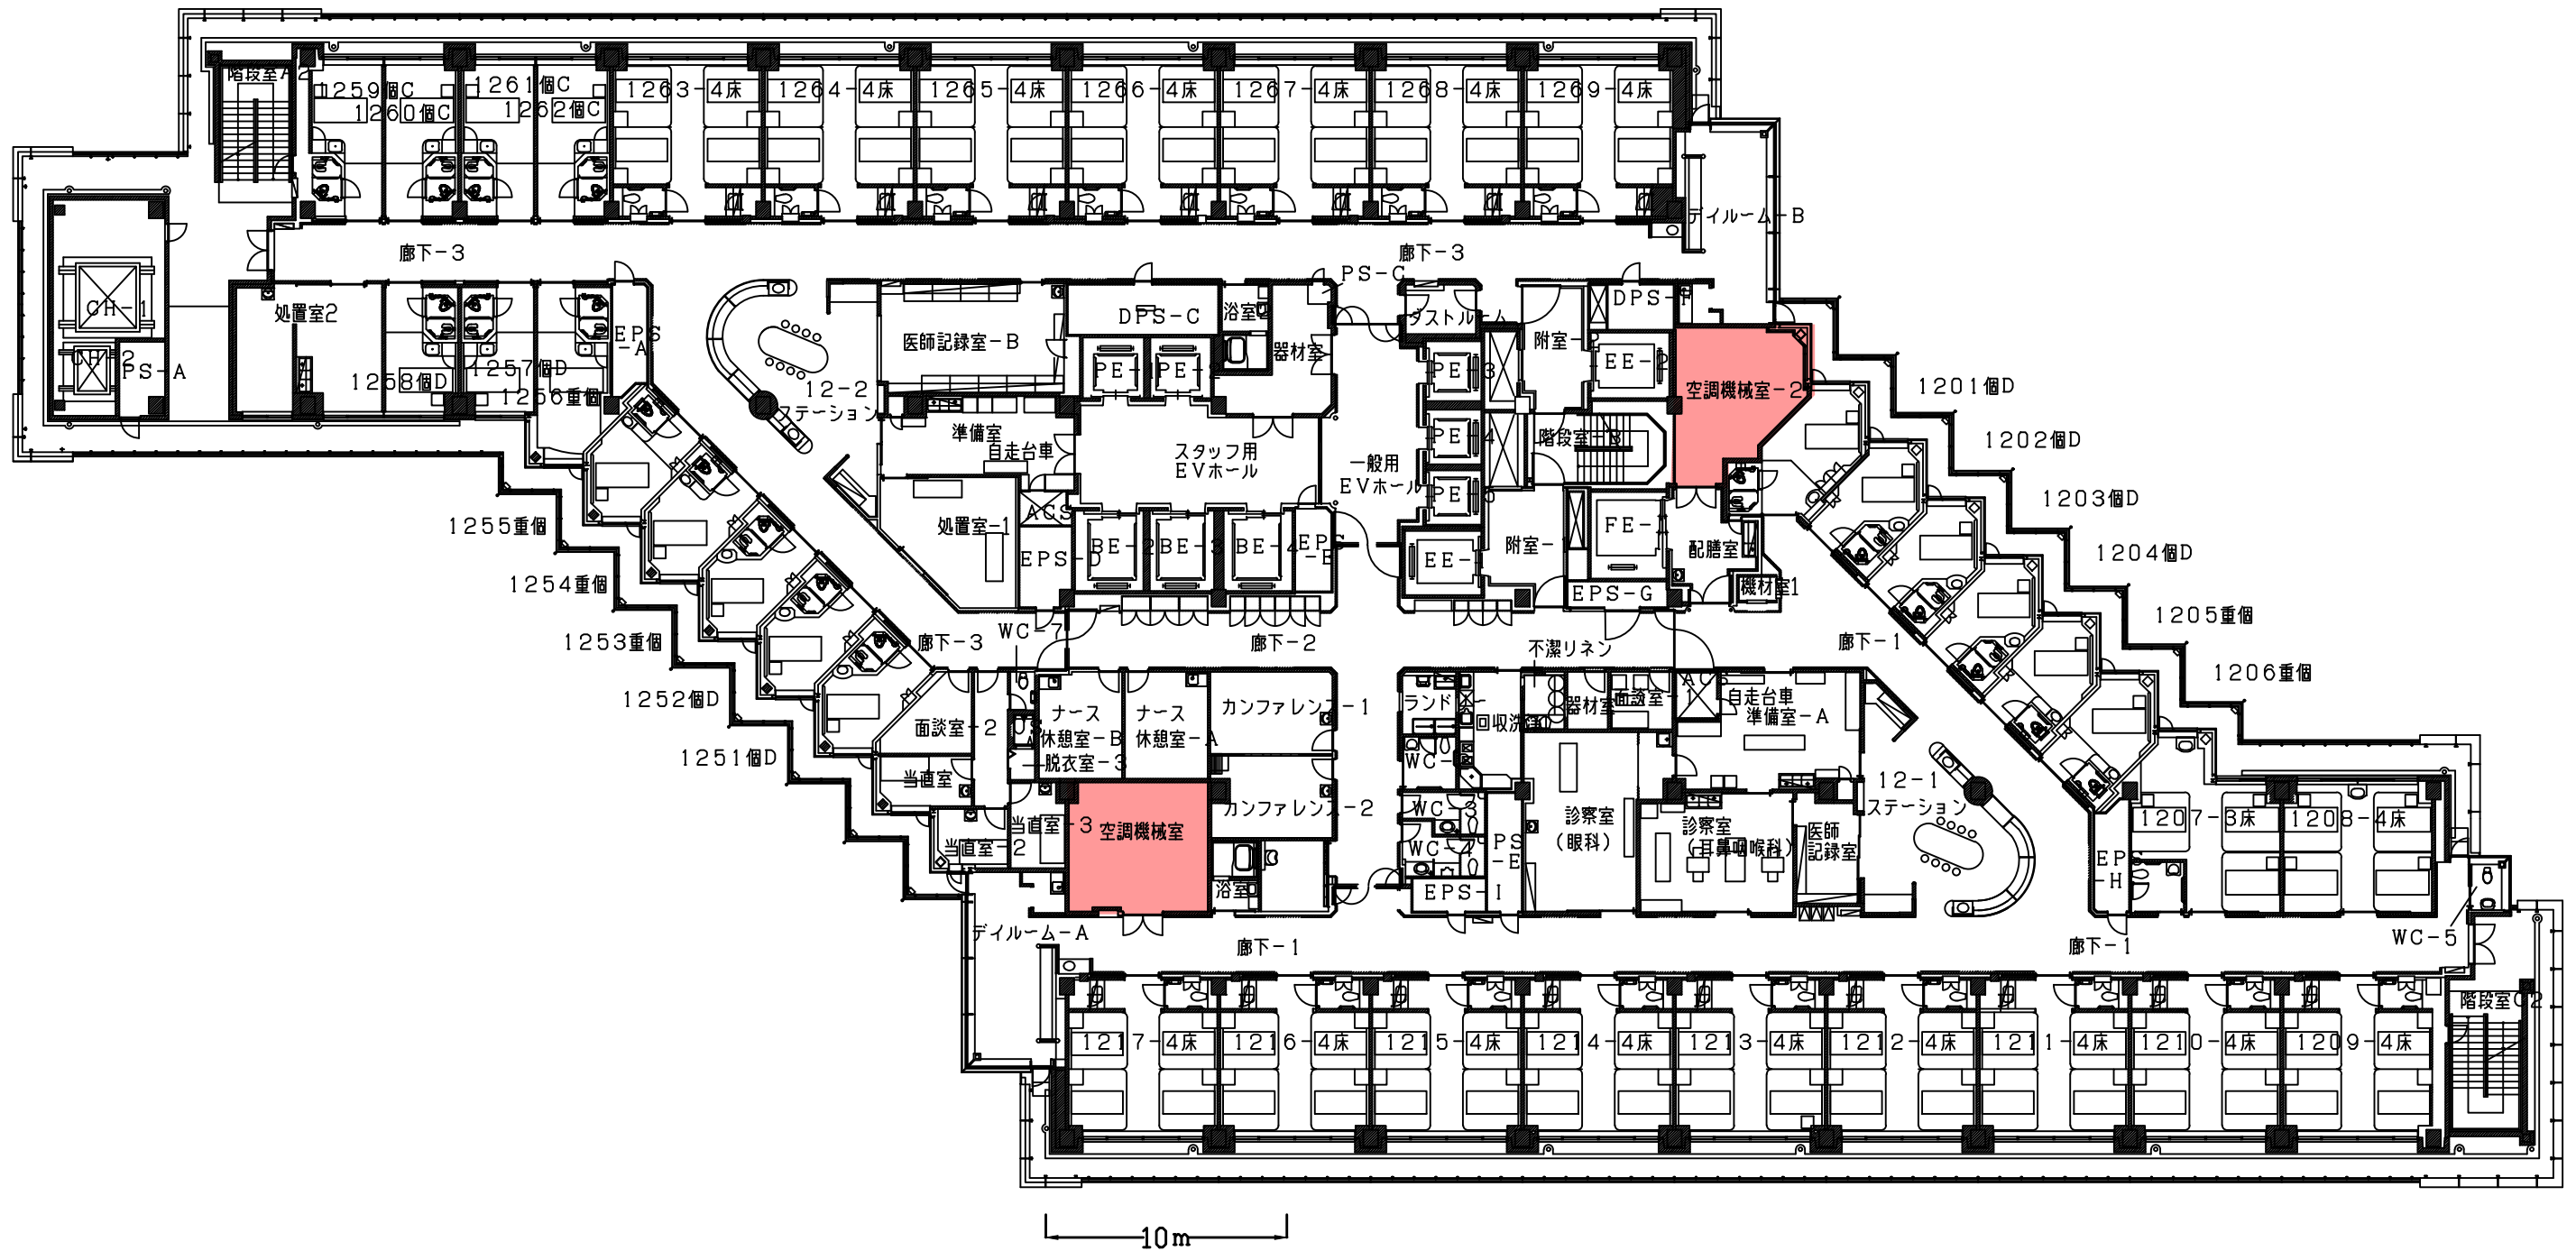 階段室A2
1259個C
1260個C
1261個C
1262個C
1263-4床
1264-4床
1265-4床
1266-4床
1267-4床
1268-4床
1269-4床
デイルーム-B
廊下-3
廊下-3
PS-C
CH-1
CH-2
PS-A
処置室2
1258個D
1257個D
1256重個
EPS
-A
12-2
ステーション
医師記録室-B
DPS-C
浴室
器材室
ダストルーム
附室-2
DPS-F
EE-2
空調機械室-2
PE-1
PE-2
PE-3
PE-4
PE-5
準備室
自走台車
スタッフ用
EVホール
一般用
EVホール
階段室-B
1201個D
1202個D
1203個D
1204個D
1205重個
1206重個
処置室-1
ACS
EPS-D
BE-2
BE-3
BE-4
EPS
-E
EE-1
附室-1
FE-1
配膳室
機材室1
EPS-G
1255重個
1254重個
1253重個
1252個D
1251個D
廊下-3
WC-7
廊下-2
不潔リネン
廊下-1
面談室-2
ナース
休憩室-B
ナース
休憩室-A
脱衣室-3
カンファレンス-1
カンファレンス-2
ランドリー
回収洗浄
器材室
面談室-1
ACS
自走台車
準備室-A
当直室
当直室-2
当直室-3
空調機械室
浴室
WC-
WC-3
WC-4
PS
-E
EPS-I
診察室
(眼科)
診察室
(耳鼻咽喉科)
医師
記録室
12-1
ステーション
1207-3床
1208-4床
EPS
-H
WC-5
デイルーム-A
廊下-1
廊下-1
階段室C2
1217-4床
1216-4床
1215-4床
1214-4床
1213-4床
1212-4床
1211-4床
1210-4床
1209-4床
10m